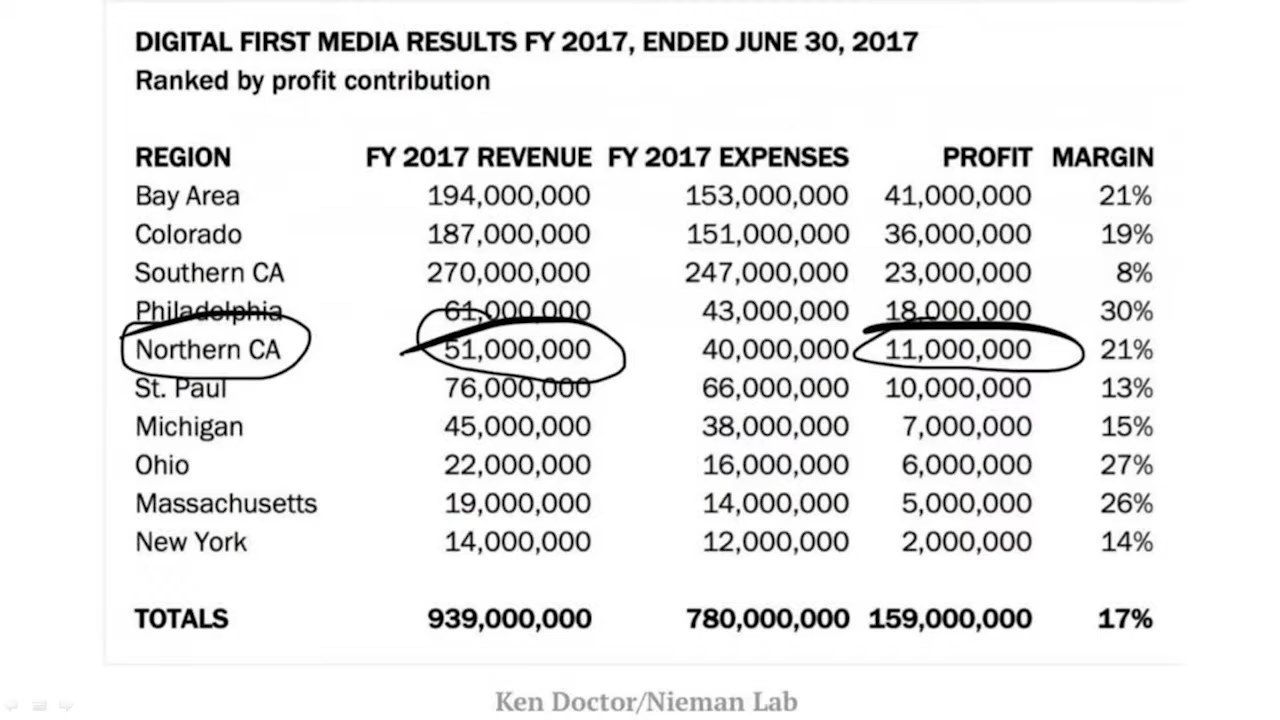 DIGITAL FIRST MEDIA RESULTS FY 2017, ENDED JUNE 30, 2017
Ranked by profit contribution
REGION FY 2017 REVENUE FY 2017 EXPENSES PROFIT MARGIN
Bay Area 194,000,000 153,000,000 41,000,000 21%
Colorado 187,000,000 151,000,000 36,000,000 19%
Southern CA 270,000,000 247,000,000 23,000,000 8%
Philadelphia 61,000,000 43,000,000 18,000,000 30%
Northern CA 51,000,000 40,000,000 11,000,000 21%
St. Paul 76,000,000 66,000,000 10,000,000 13%
Michigan 45,000,000 38,000,000 7,000,000 15%
Ohio 22,000,000 16,000,000 6,000,000 27%
Massachusetts 19,000,000 14,000,000 5,000,000 26%
New York 14,000,000 12,000,000 2,000,000 14%
TOTALS 939,000,000 780,000,000 159,000,000 17%
Ken Doctor/Nieman Lab